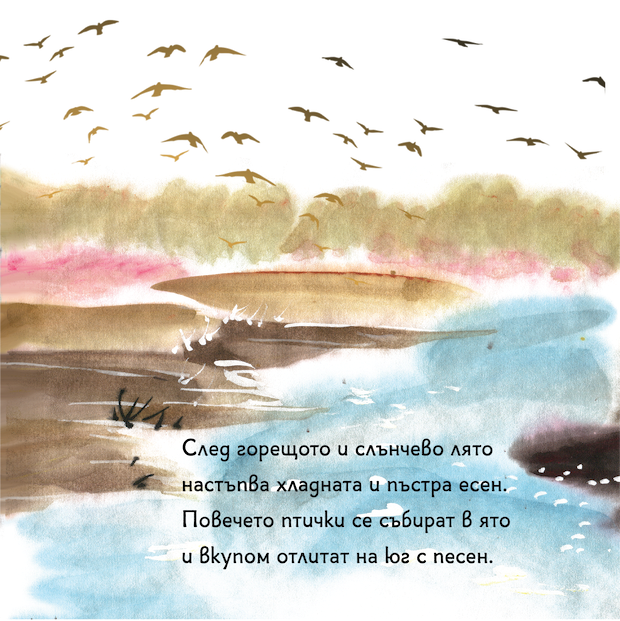 След горещото и слънчево лято
настъпва хладната и пъстра есен.
Повечето птички се събират в ято
и вкупом отлитат на юг с песен.